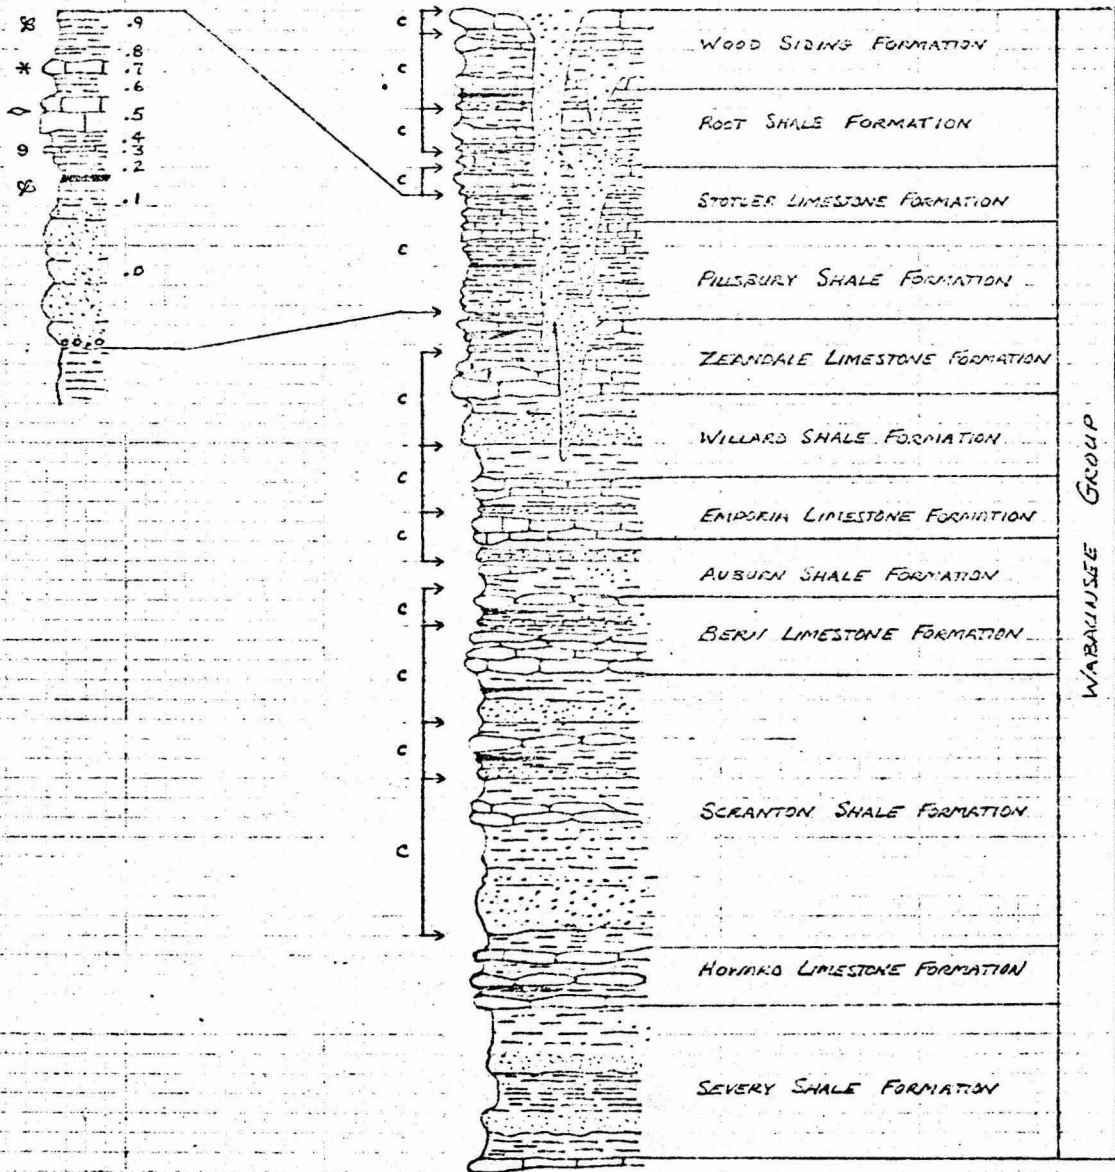 .9
.8
.7
.6
.5
.4
.3
.2
.1
.0
C
C
C
C
C
C
C
C
C
C
C
C
WOOD SIDING FORMATION
ROOT SHALE FORMATION
STOTLER LIMESTONE FORMATION
PILLSBURY SHALE FORMATION
ZEANDALE LIMESTONE FORMATION
WILLARD SHALE FORMATION
EMPORIA LIMESTONE FORMATION
AUBURN SHALE FORMATION
BERN LIMESTONE FORMATION
SCRANTON SHALE FORMATION
HOWARD LIMESTONE FORMATION
SEVERY SHALE FORMATION
WABAUNSEE GROUP